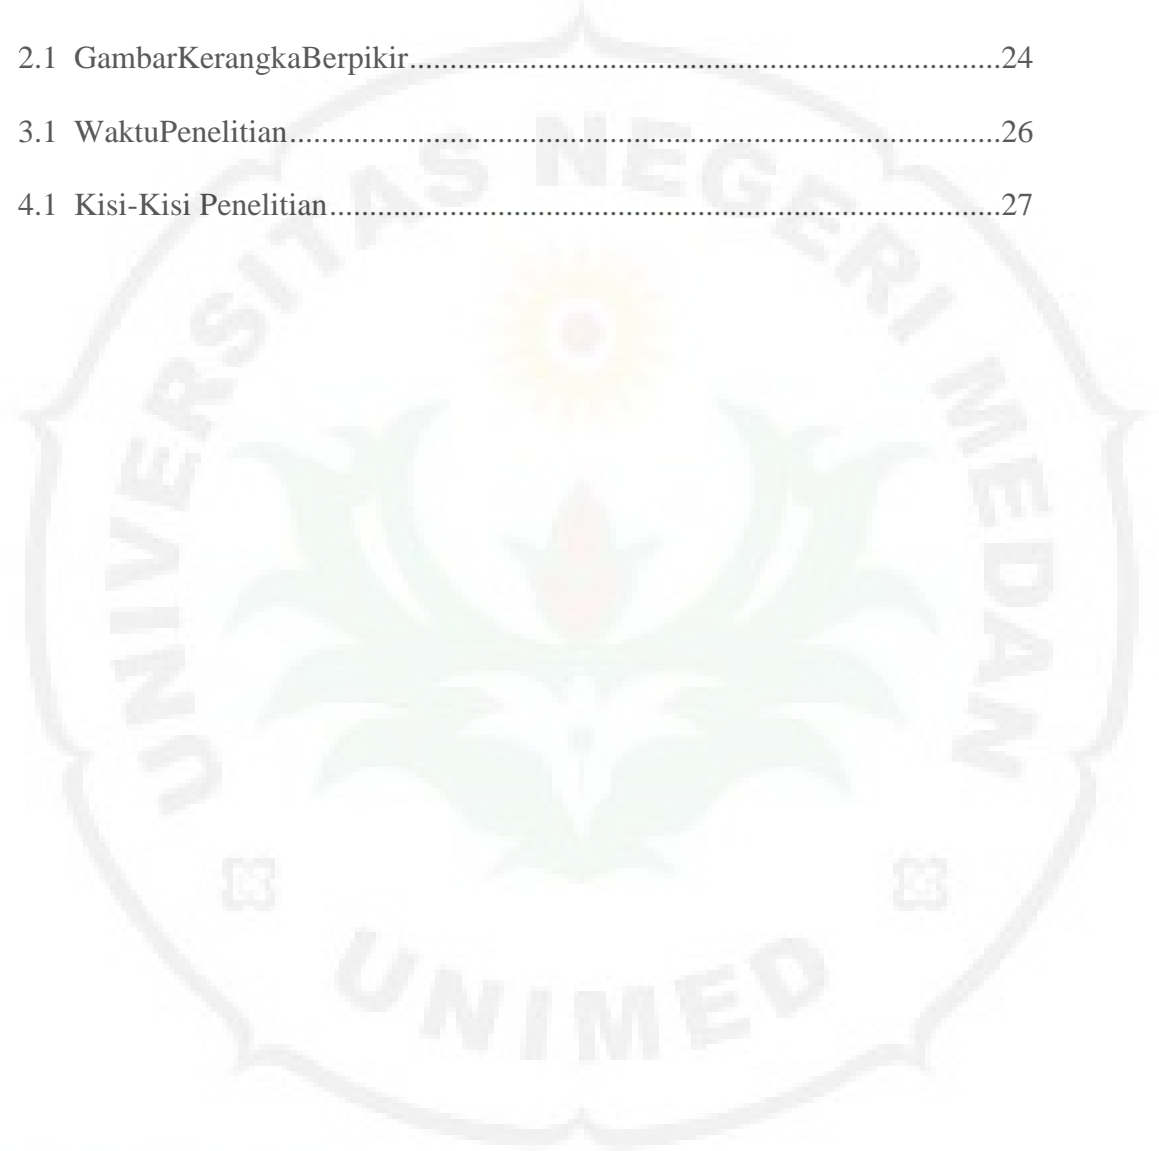 2.1 GambarKerangkaBerpikir..........................................................................24
3.1 WaktuPenelitian.........................................................................................26
4.1 Kisi-Kisi Penelitian....................................................................................27
UNIVERSITAS NEGERI MEDAN
UNIMED